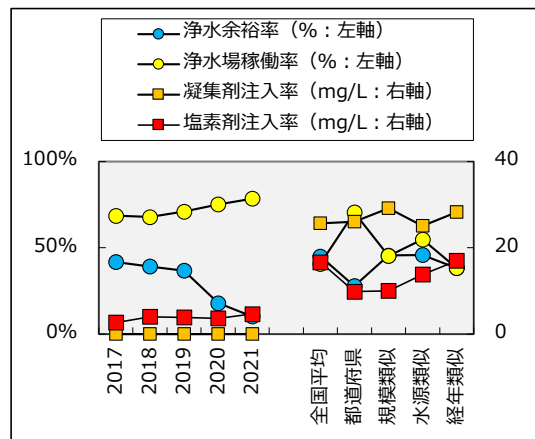 浄水余裕率（%：左軸）
浄水場稼働率（%：左軸）
凝集剤注入率（mg/L：右軸）
塩素剤注入率（mg/L：右軸）
100%
50%
0%
40
20
0
2017
2018
2019
2020
2021
全国平均
都道府県
規模類似
水源類似
経年類似